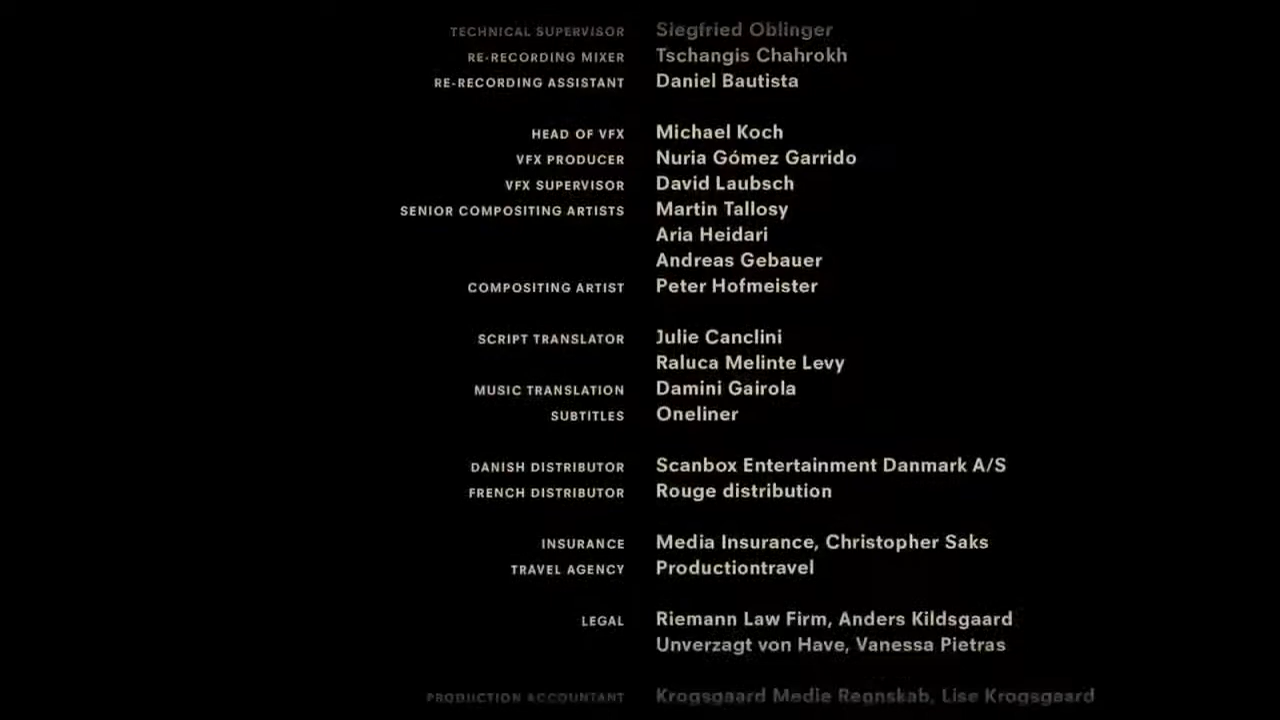 TECHNICAL SUPERVISOR Siegfried Oblinger
RE-RECORDING MIXER Tschangis Chahrokh
RE-RECORDING ASSISTANT Daniel Bautista
HEAD OF VFX Michael Koch
VFX PRODUCER Nuria Gómez Garrido
VFX SUPERVISOR David Laubsch
SENIOR COMPOSITING ARTISTS Martin Tallosy
Aria Heidari
Andreas Gebauer
COMPOSITING ARTIST Peter Hofmeister
SCRIPT TRANSLATOR Julie Canclini
Raluca Melinte Levy
MUSIC TRANSLATION Damini Gairola
SUBTITLES Oneliner
DANISH DISTRIBUTOR Scanbox Entertainment Danmark A/S
FRENCH DISTRIBUTOR Rouge distribution
INSURANCE Media Insurance, Christopher Saks
TRAVEL AGENCY Productiontravel
LEGAL Riemann Law Firm, Anders Kildsgaard
Unverzagt von Have, Vanessa Pietras
PRODUCTION ACCOUNTANT Krogsgaard Medie Regnskab, Lise Krogsgaard